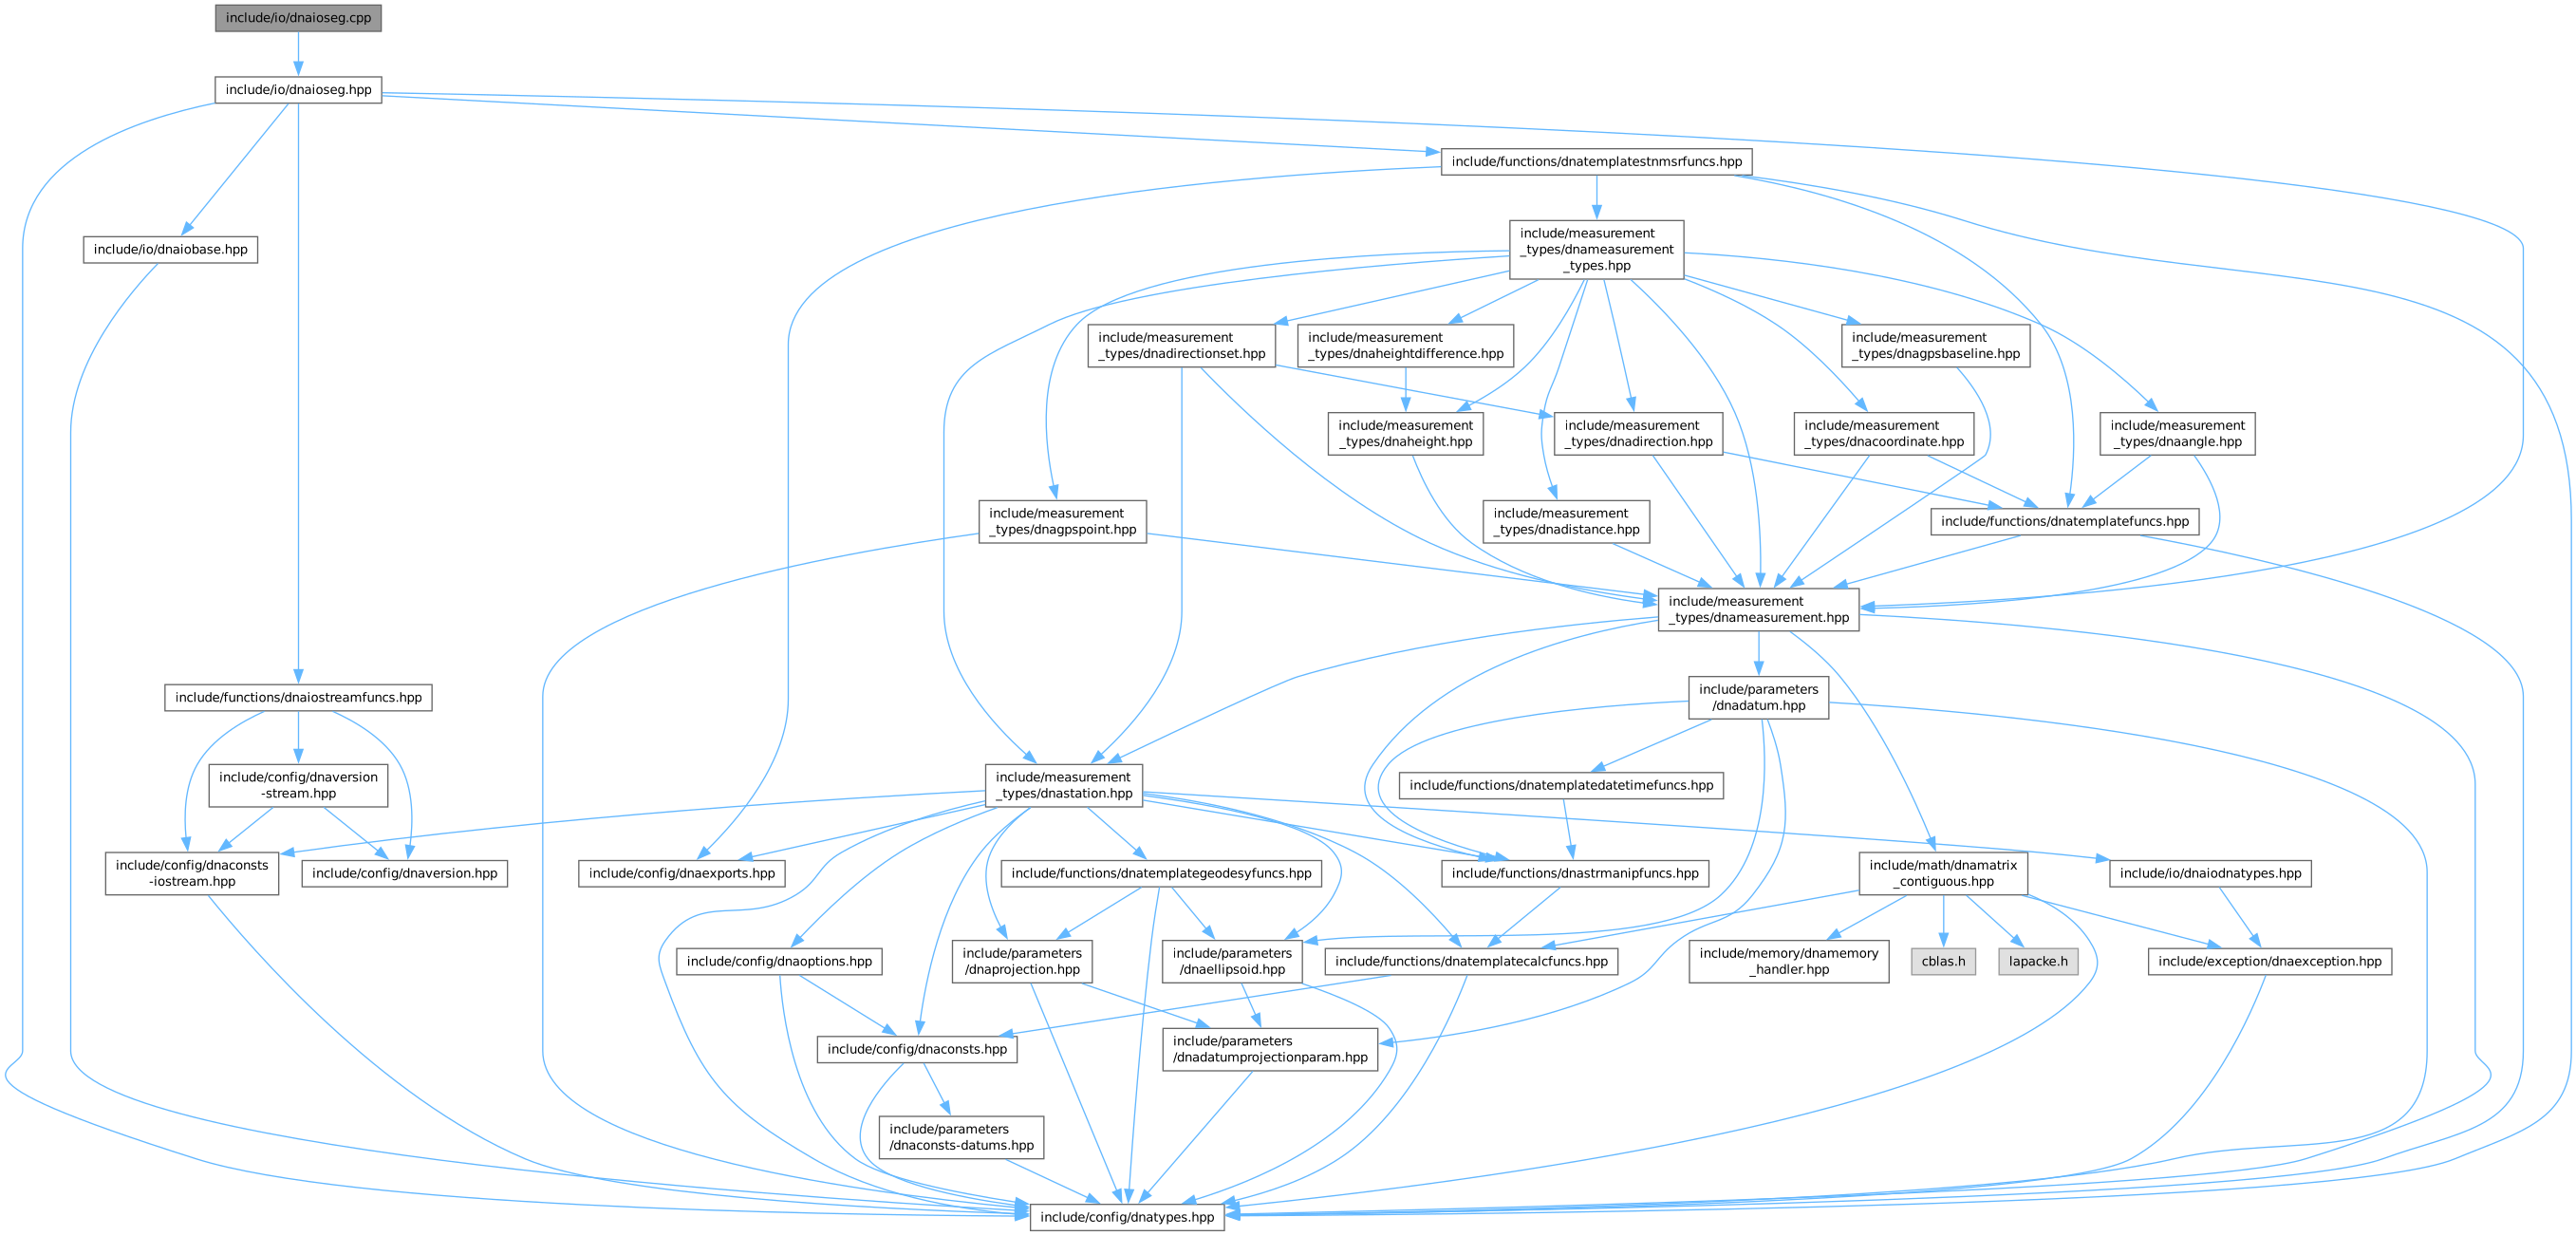 include/io/dnaioseg.cpp
include/io/dnaioseg.hpp
include/functions/dnatemplatestnmsrfuncs.hpp
include/io/dnaiobase.hpp
include/measurement
_types/dnameasurement
_types.hpp
include/measurement
_types/dnadirectionset.hpp
include/measurement
_types/dnaheightdifference.hpp
include/measurement
_types/dnagpsbaseline.hpp
include/measurement
_types/dnaheight.hpp
include/measurement
_types/dnadirection.hpp
include/measurement
_types/dnacoordinate.hpp
include/measurement
_types/dnaangle.hpp
include/measurement
_types/dnagpspoint.hpp
include/measurement
_types/dnadistance.hpp
include/functions/dnatemplatefuncs.hpp
include/measurement
_types/dnameasurement.hpp
include/functions/dnaiostreamfuncs.hpp
include/parameters
/dnadatum.hpp
include/config/dnaversion
-stream.hpp
include/measurement
_types/dnastation.hpp
include/functions/dnatemplatedatetimefuncs.hpp
include/config/dnaconsts
-iostream.hpp
include/config/dnaversion.hpp
include/config/dnaexports.hpp
include/functions/dnatemplategeodesyfuncs.hpp
include/functions/dnastrmanipfuncs.hpp
include/math/dnamatrix
_contiguous.hpp
include/io/dnaiodnatypes.hpp
include/config/dnaoptions.hpp
include/parameters
/dnaprojection.hpp
include/parameters
/dnaellipsoid.hpp
include/functions/dnatemplatecalcfuncs.hpp
include/memory/dnamemory
_handler.hpp
cblas.h
lapacke.h
include/exception/dnaexception.hpp
include/config/dnaconsts.hpp
include/parameters
/dnadatumprojectionparam.hpp
include/parameters
/dnaconsts-datums.hpp
include/config/dnatypes.hpp